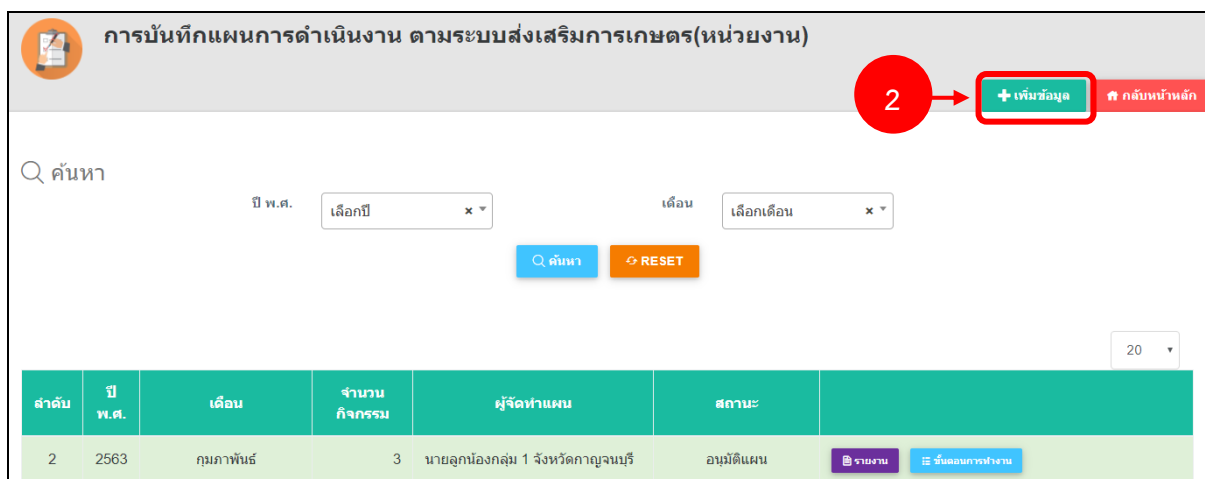 การบันทึกแผนการดำเนินงาน ตามระบบส่งเสริมการเกษตร(หน่วยงาน)
2
เพิ่มข้อมูล
กลับหน้าหลัก
ค้นหา
ปี พ.ศ. เลือกปี × เดือน เลือกเดือน ×
ค้นหา RESET
20
ลำดับ ปี พ.ศ. เดือน จำนวน กิจกรรม ผู้จัดทำแผน สถานะ
2 2563 กุมภาพันธ์ 3 นายลูกน้องกลุ่ม 1 จังหวัดกาญจนบุรี อนุมัติแผน รายงาน ขั้นตอนการทำงาน